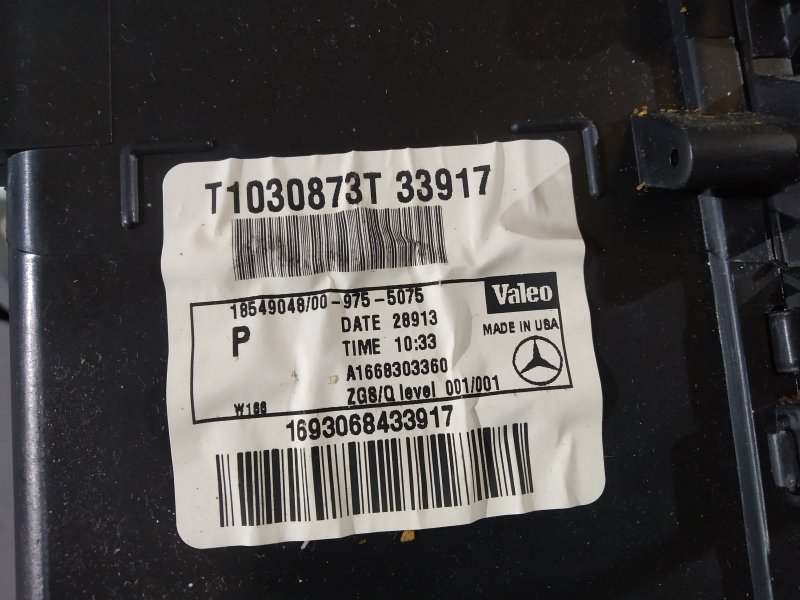 T1030873T 33917
18549048/00-975-5075
Valeo
P
DATE 28913
MADE IN USA
TIME 10:33
A1668303360
W166
ZGS/Q level 001/001
1693068433917